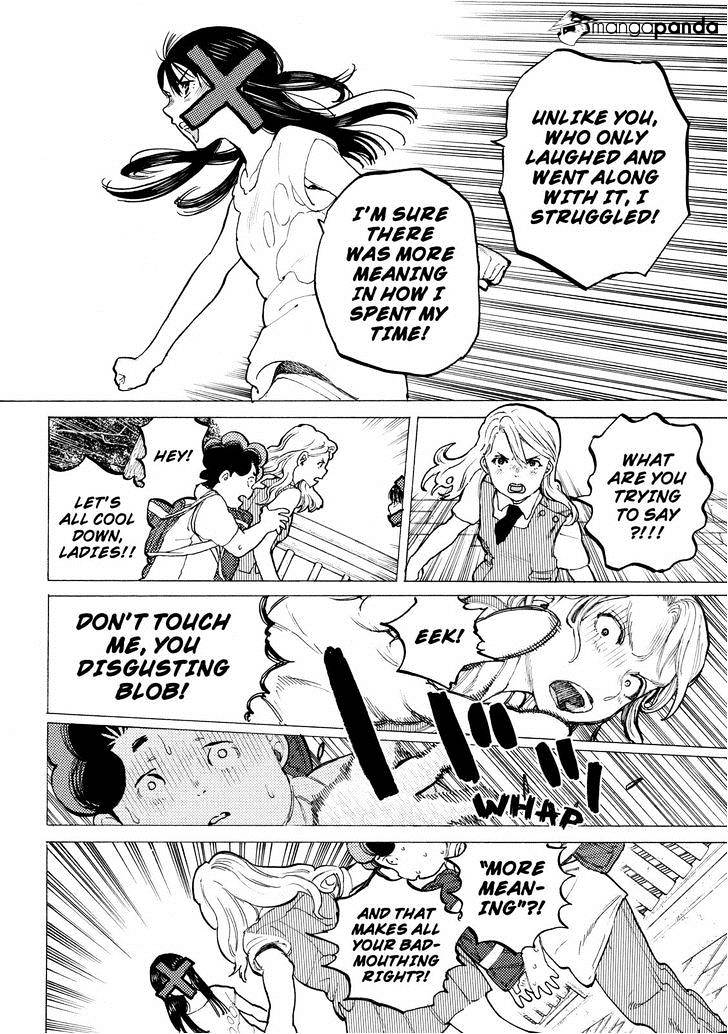 mangapanda
UNLIKE YOU,
WHO ONLY
LAUGHED AND
WENT ALONG
WITH IT, I
STRUGGLED!
I'M SURE
THERE
WAS MORE
MEANING
IN HOW I
SPENT MY
TIME!
HEY!
LET'S
ALL COOL
DOWN,
LADIES!!
WHAT
ARE YOU
TRYING
TO SAY
?!!!
DON'T TOUCH
ME, YOU
DISGUSTING
BLOB!
EEK!
WHAP
"MORE
MEAN-
ING"?!
AND THAT
MAKES ALL
YOUR BAD-
MOUTHING
RIGHT?!